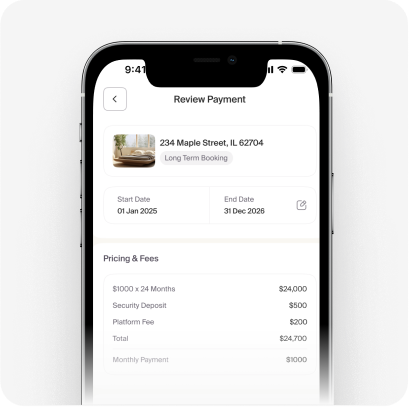 9:41
Review Payment
234 Maple Street, IL 62704
Long Term Booking
Start Date
01 Jan 2025
End Date
31 Dec 2026
Pricing & Fees
$1000 x 24 Months $24,000
Security Deposit $500
Platform Fee $200
Total $24,700
Monthly Payment $1000